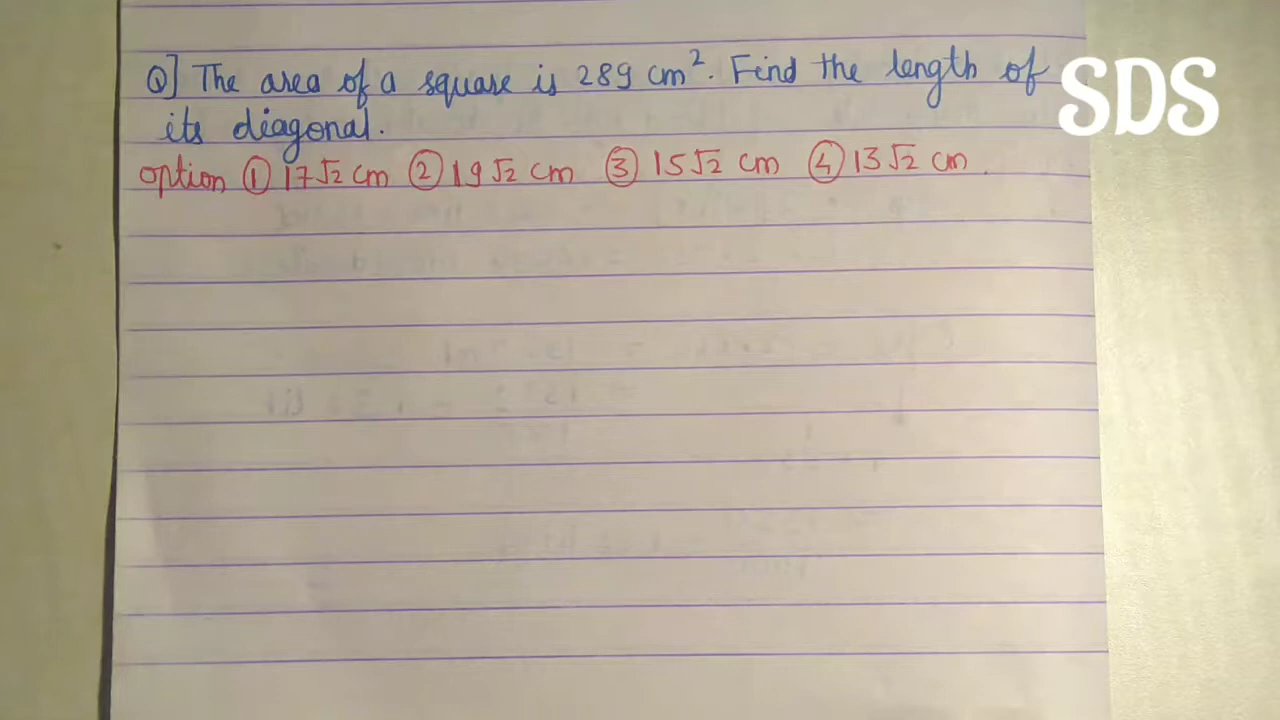 Q] The area of a square is 289 cm². Find the length of
its diagonal.
option ① 17√2 cm ② 19√2 cm ③ 15√2 cm ④ 13√2 cm.
SDS